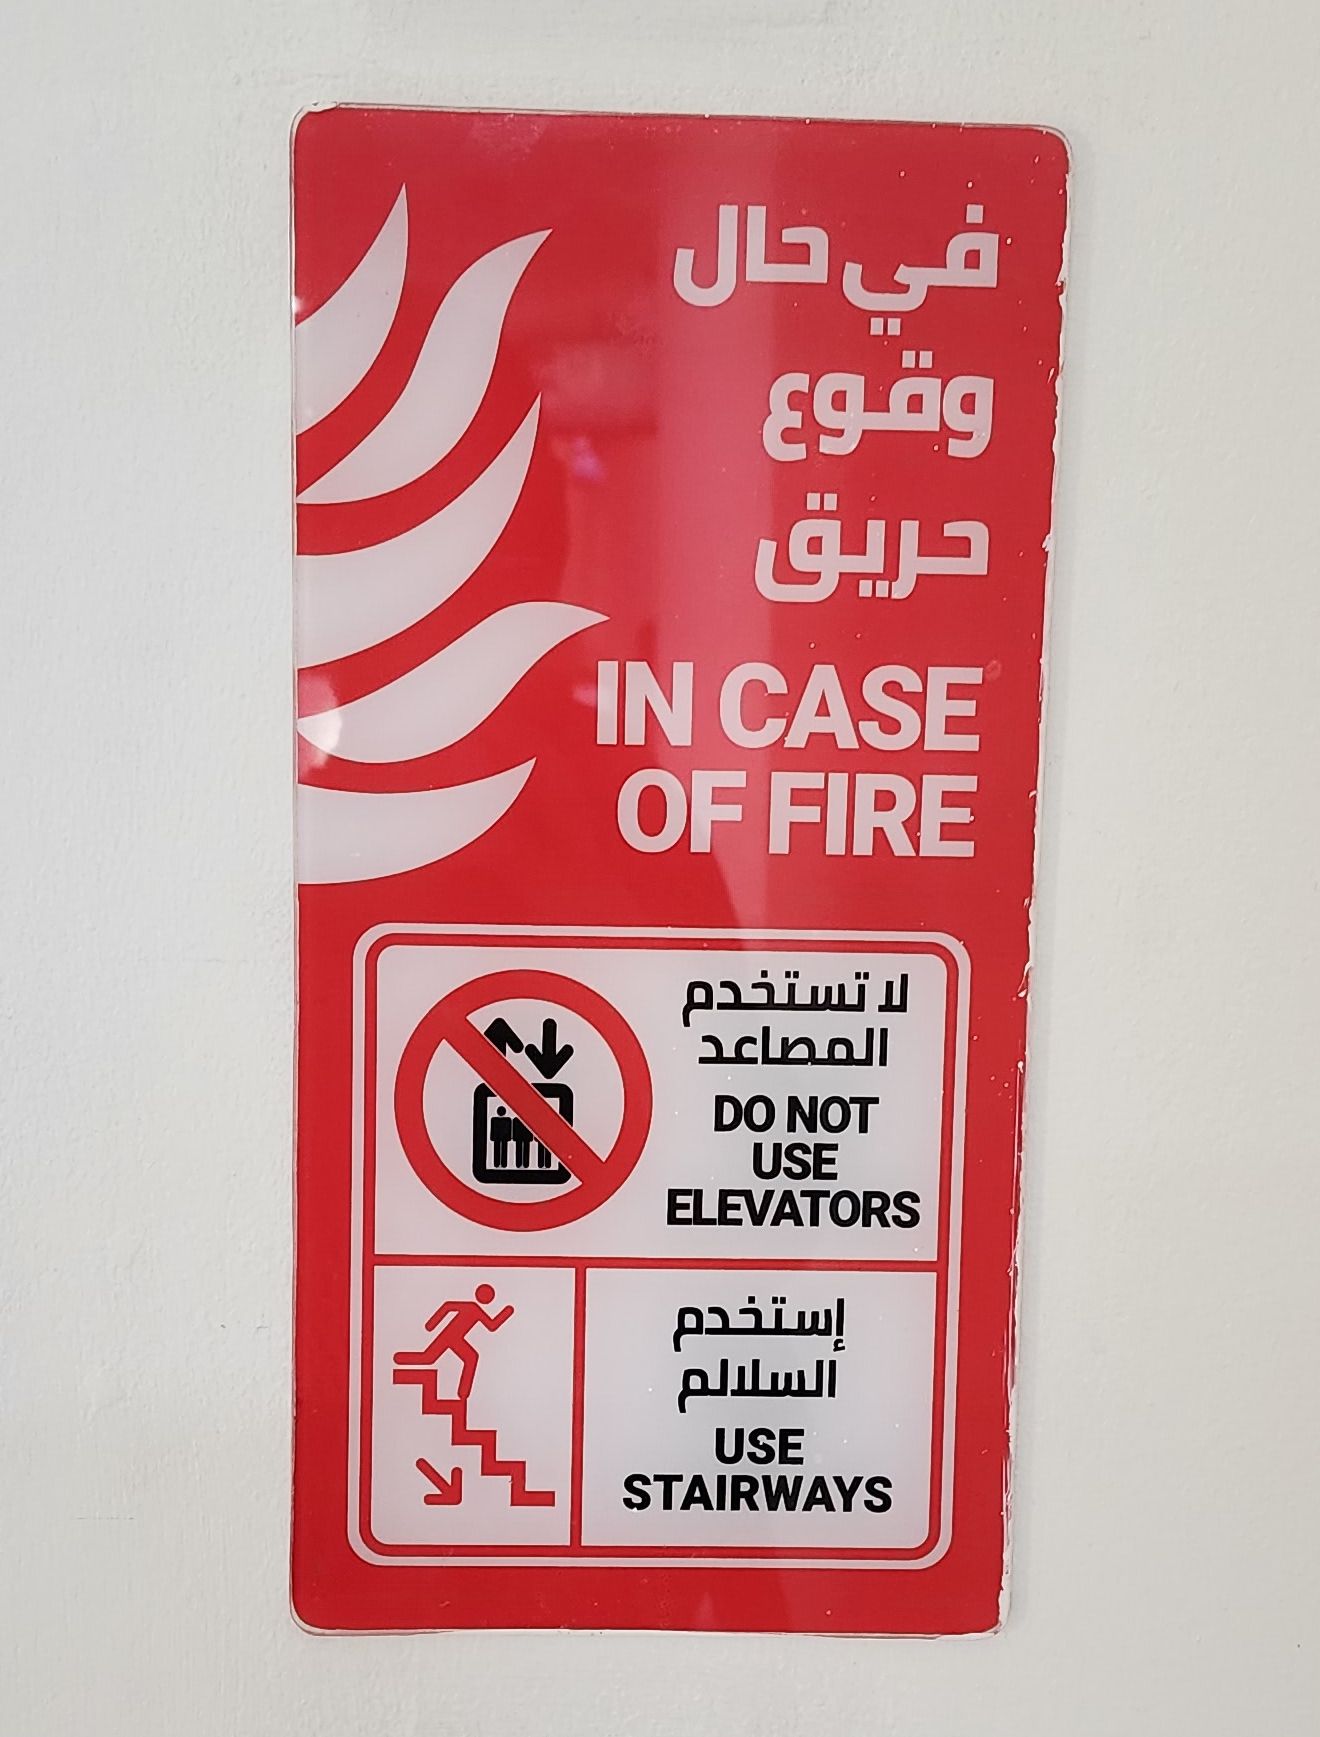 في حال
وقوع
حريق
IN CASE
OF FIRE
لا تستخدم
المصاعد
DO NOT
USE
ELEVATORS
إستخدم
السلالم
USE
STAIRWAYS